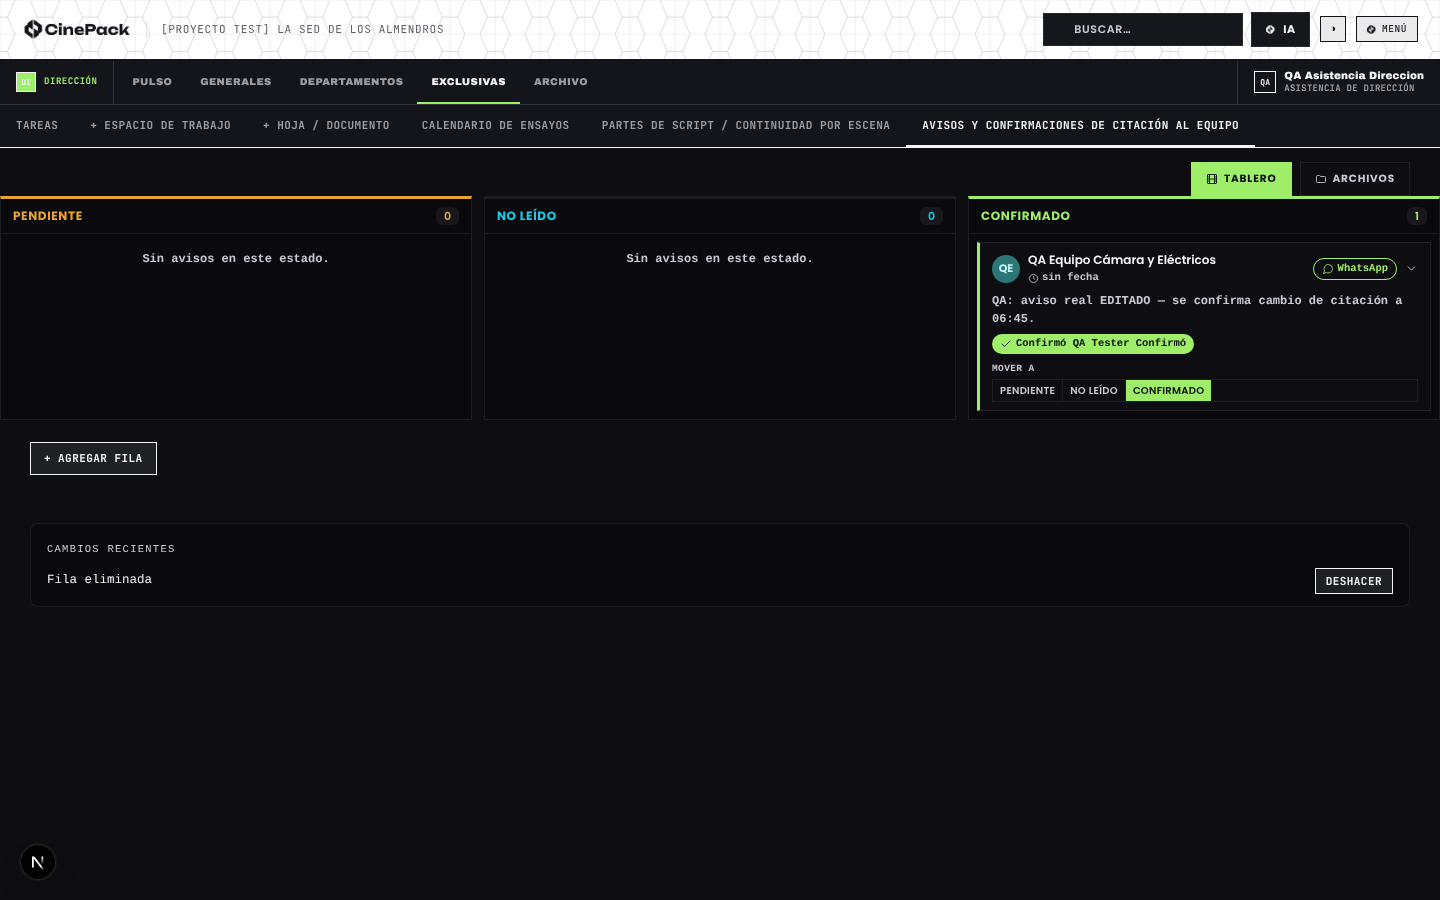 CinePack
[PROYECTO TEST] LA SED DE LOS ALMENDROS
BUSCAR…
IA
MENÚ
DI
DIRECCIÓN
PULSO
GENERALES
DEPARTAMENTOS
EXCLUSIVAS
ARCHIVO
QA
QA Asistencia Direccion
ASISTENCIA DE DIRECCIÓN
TAREAS
+ ESPACIO DE TRABAJO
+ HOJA / DOCUMENTO
CALENDARIO DE ENSAYOS
PARTES DE SCRIPT / CONTINUIDAD POR ESCENA
AVISOS Y CONFIRMACIONES DE CITACIÓN AL EQUIPO
TABLERO
ARCHIVOS
PENDIENTE
0
Sin avisos en este estado.
NO LEÍDO
0
Sin avisos en este estado.
CONFIRMADO
1
QE
QA Equipo Cámara y Eléctricos
sin fecha
WhatsApp
QA: aviso real EDITADO — se confirma cambio de citación a
06:45.
Confirmó QA Tester Confirmó
MOVER A
PENDIENTE
NO LEÍDO
CONFIRMADO
+ AGREGAR FILA
CAMBIOS RECIENTES
Fila eliminada
DESHACER
N